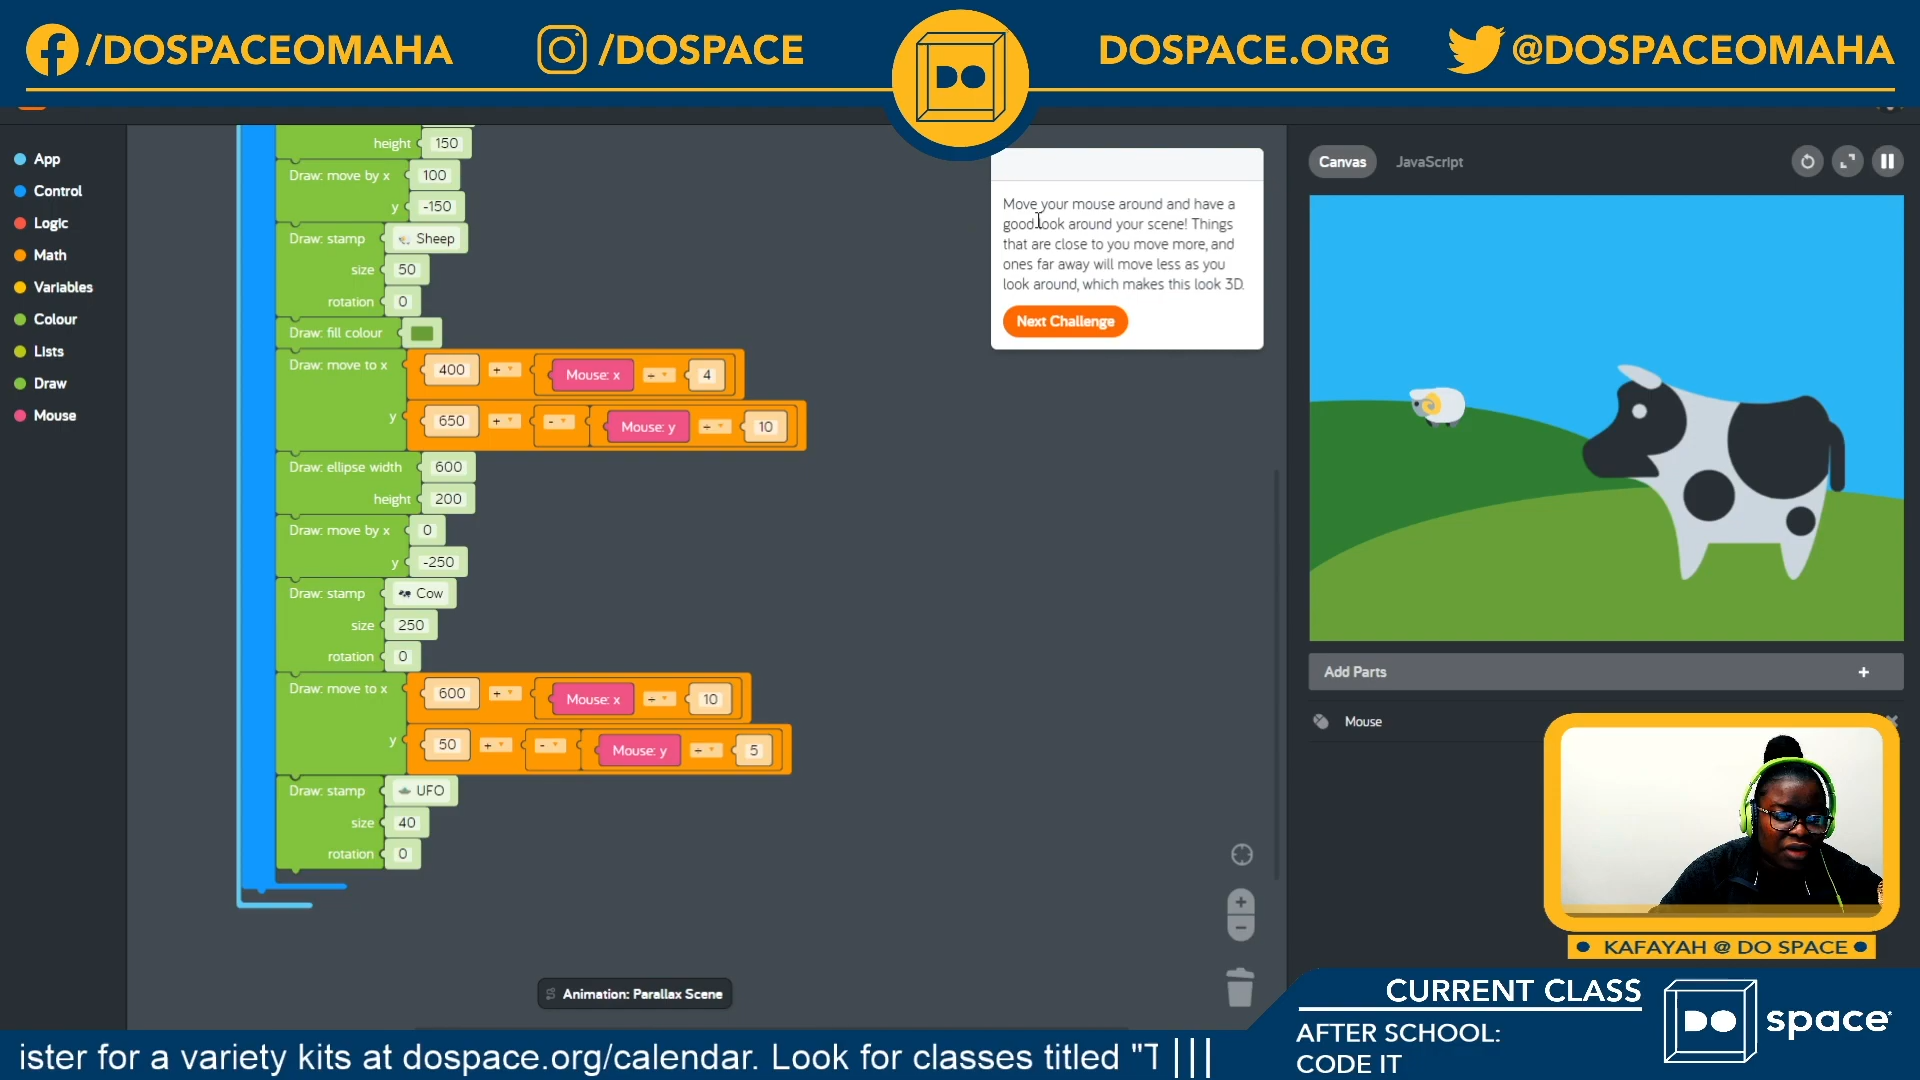 /DOSPACEOMAHA
/DOSPACE
DO
DOSPACE.ORG
@DOSPACEOMAHA
App
Control
Logic
Math
Variables
Colour
Lists
Draw
Mouse
height 150
Draw: move by x 100
y -150
Draw: stamp Sheep
size 50
rotation 0
Draw: fill colour
Draw: move to x 400 + Mouse: x ÷ 4
y 650 + - Mouse: y ÷ 10
Draw: ellipse width 600
height 200
Draw: move by x 0
y -250
Draw: stamp Cow
size 250
rotation 0
Draw: move to x 600 + Mouse: x ÷ 10
y 50 + - Mouse: y ÷ 5
Draw: stamp UFO
size 40
rotation 0
Move your mouse around and have a
good look around your scene! Things
that are close to you move more, and
ones far away will move less as you
look around, which makes this look 3D.
Next Challenge
Animation: Parallax Scene
Canvas JavaScript
Add Parts +
Mouse
KAFAYAH @ DO SPACE
CURRENT CLASS
AFTER SCHOOL:
CODE IT
DO space
ister for a variety kits at dospace.org/calendar. Look for classes titled "T |||